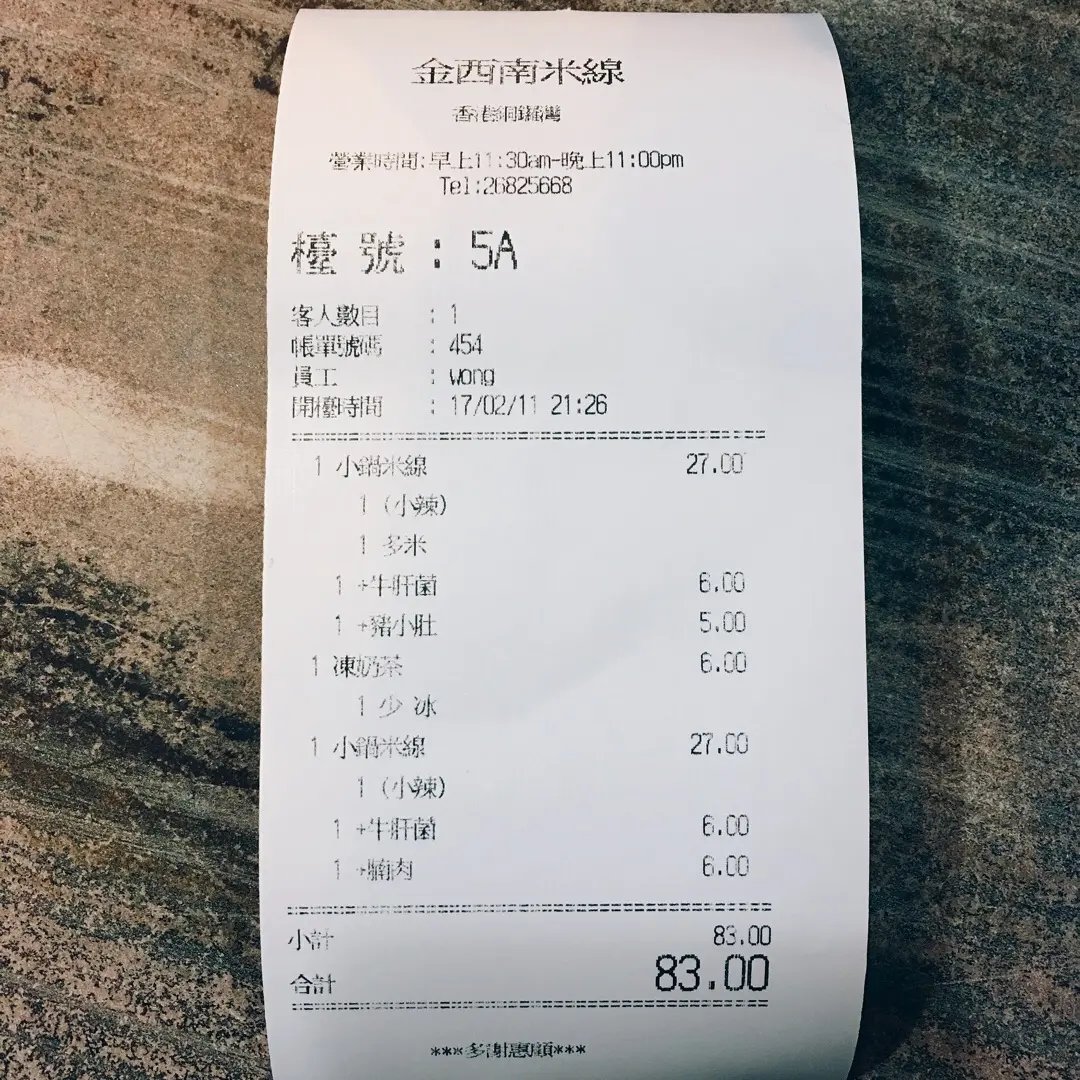 金西南米線
香港銅鑼灣
營業時間:早上11:30am-晚上11:00pm
Tel:26825668
檯 號 : 5A
客人數目 : 1
帳單號碼 : 454
員工 : wong
開檯時間 : 17/02/11 21:26
1 小鍋米線 27.00
1 (小辣)
1 多米
1 +牛肝菌 6.00
1 +豬小肚 5.00
1 凍奶茶 6.00
1 少 冰
1 小鍋米線 27.00
1 (小辣)
1 +牛肝菌 6.00
1 +腩肉 6.00
小計 83.00
合計 83.00
***多謝惠顧***